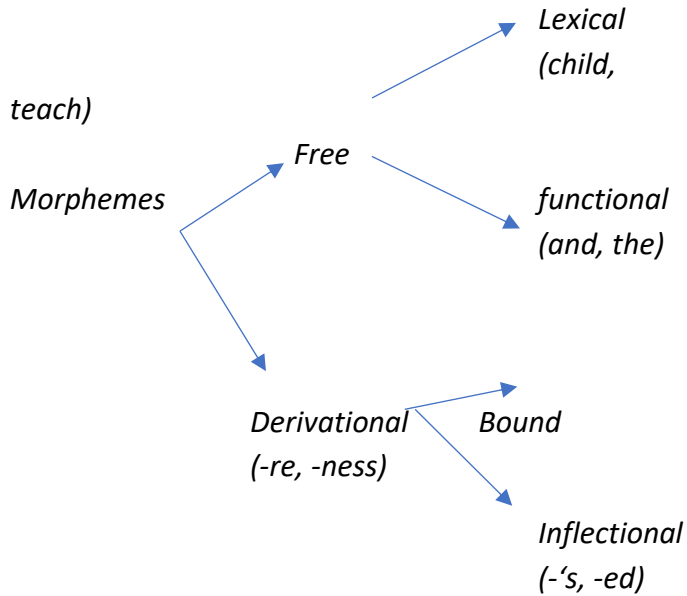 Lexical
(child,
teach)
Free
Morphemes
functional
(and, the)
Derivational
Bound
(-re, -ness)
Inflectional
(-‘s, -ed)